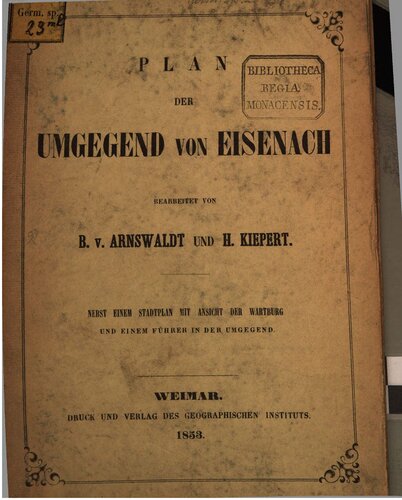 Germ. sp.
23 m
PLAN
BIBLIOTHECA
REGIA
MONACENSIS.
DER
UMGEGEND VON EISENACH
BEARBEITET VON
B. v. ARNSWALDT UND H. KIEPERT.
NEBST EINEM STADTPLAN MIT ANSICHT DER WARTBURG
UND EINEM FÜHRER IN DER UMGEGEND.
WEIMAR.
DRUCK UND VERLAG DES GEOGRAPHISCHEN INSTITUTS.
1853.